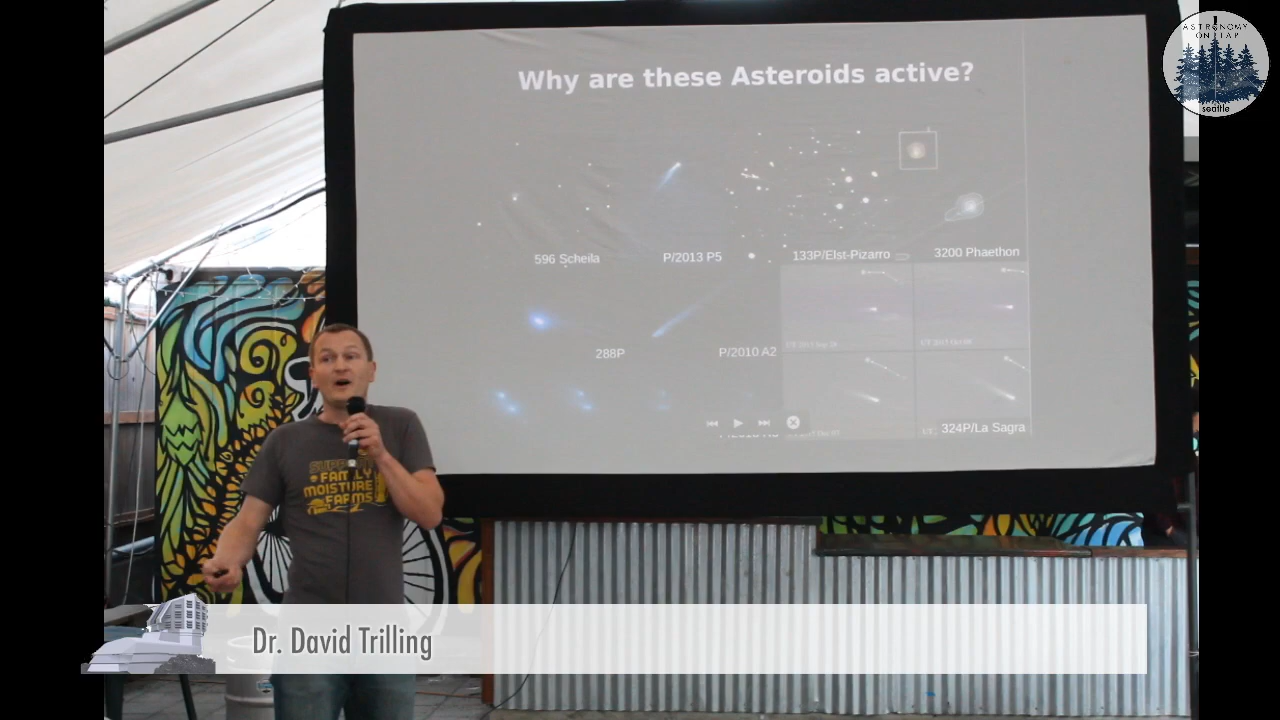 ASTRONOMY
ON TAP
seattle
Why are these Asteroids active?
596 Scheila
P/2013 P5
133P/Elst-Pizarro
3200 Phaethon
288P
P/2010 A2
324P/La Sagra
SUPPORT
FAMILY
MOISTURE
FARMS
Dr. David Trilling